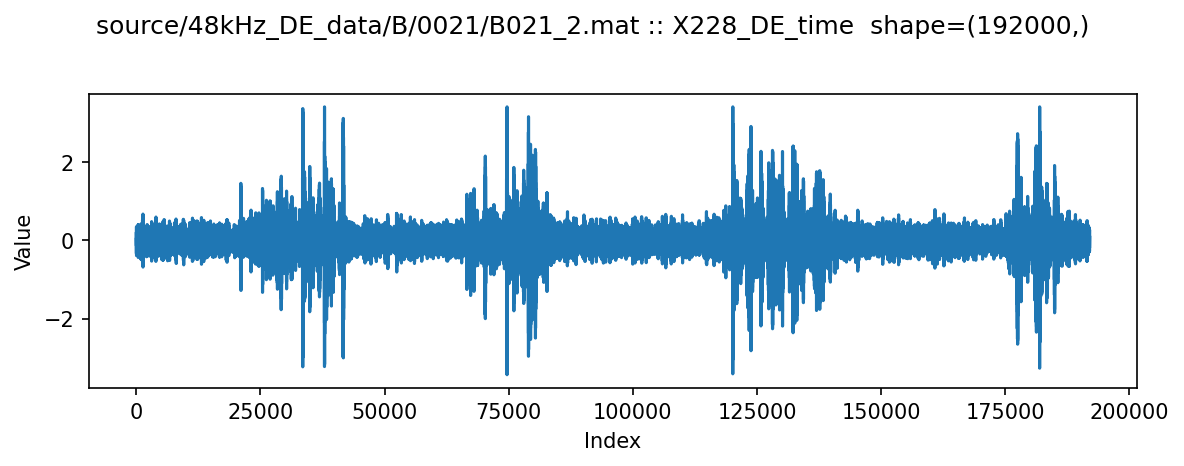 source/48kHz_DE_data/B/0021/B021_2.mat :: X228_DE_time  shape=(192000,)
2
0
−2
Value
0 25000 50000 75000 100000 125000 150000 175000 200000
Index